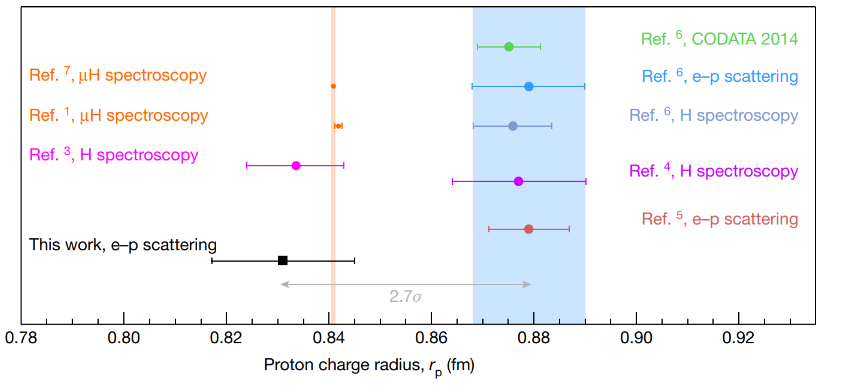 Ref. 6, CODATA 2014
Ref. 7, μH spectroscopy
Ref. 6, e–p scattering
Ref. 1, μH spectroscopy
Ref. 6, H spectroscopy
Ref. 3, H spectroscopy
Ref. 4, H spectroscopy
Ref. 5, e–p scattering
This work, e–p scattering
2.7σ
0.78 0.80 0.82 0.84 0.86 0.88 0.90 0.92
Proton charge radius, rp (fm)